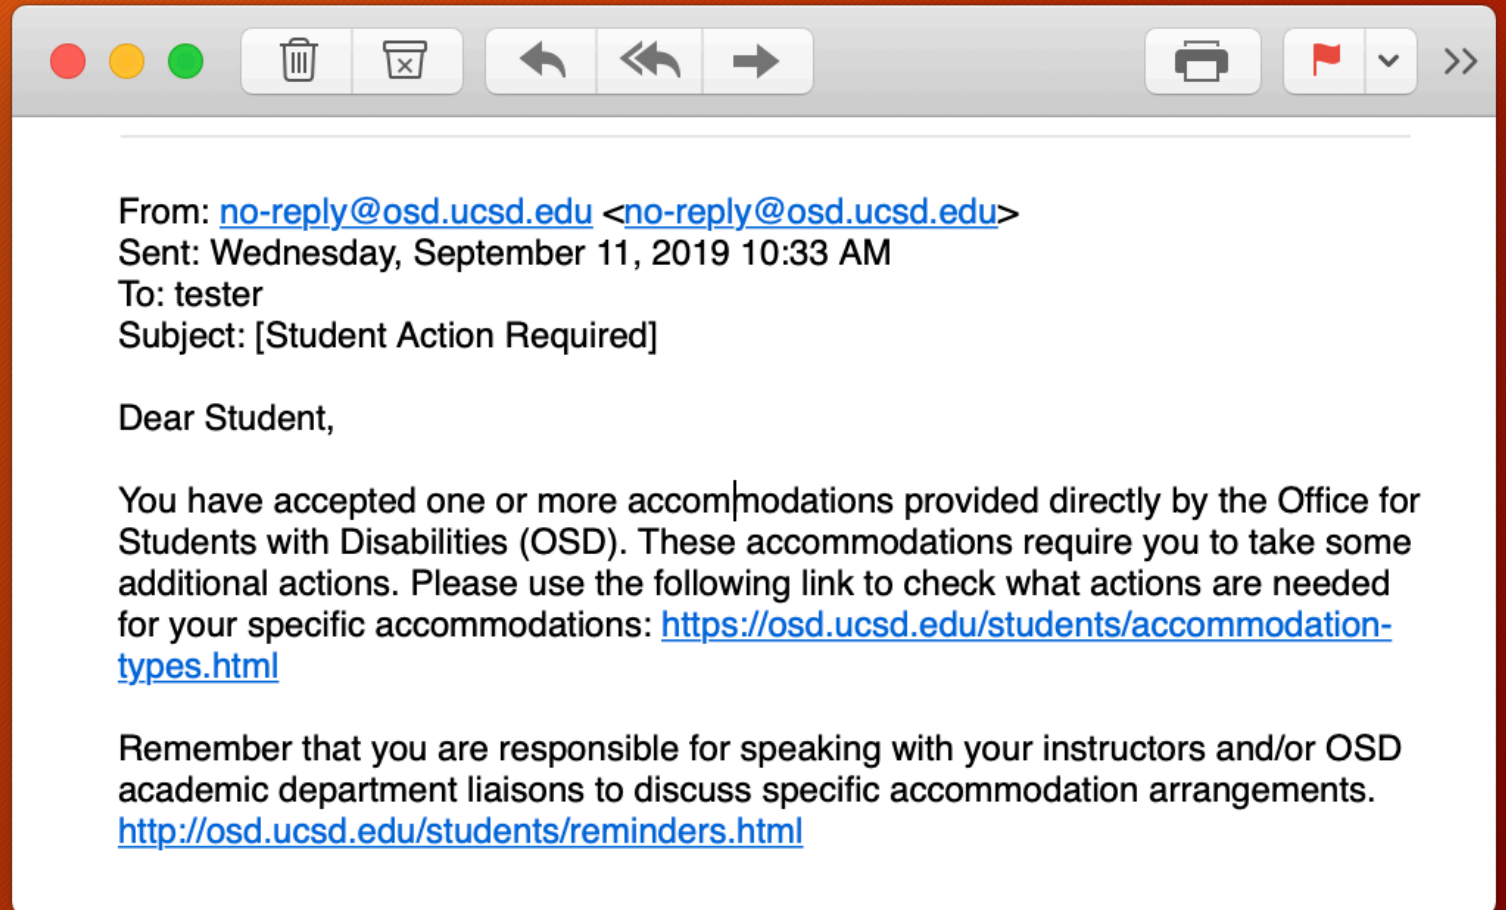 From: no-reply@osd.ucsd.edu <no-reply@osd.ucsd.edu>
Sent: Wednesday, September 11, 2019 10:33 AM
To: tester
Subject: [Student Action Required]
Dear Student,
You have accepted one or more accommodations provided directly by the Office for
Students with Disabilities (OSD). These accommodations require you to take some
additional actions. Please use the following link to check what actions are needed
for your specific accommodations: https://osd.ucsd.edu/students/accommodation-
types.html
Remember that you are responsible for speaking with your instructors and/or OSD
academic department liaisons to discuss specific accommodation arrangements.
http://osd.ucsd.edu/students/reminders.html